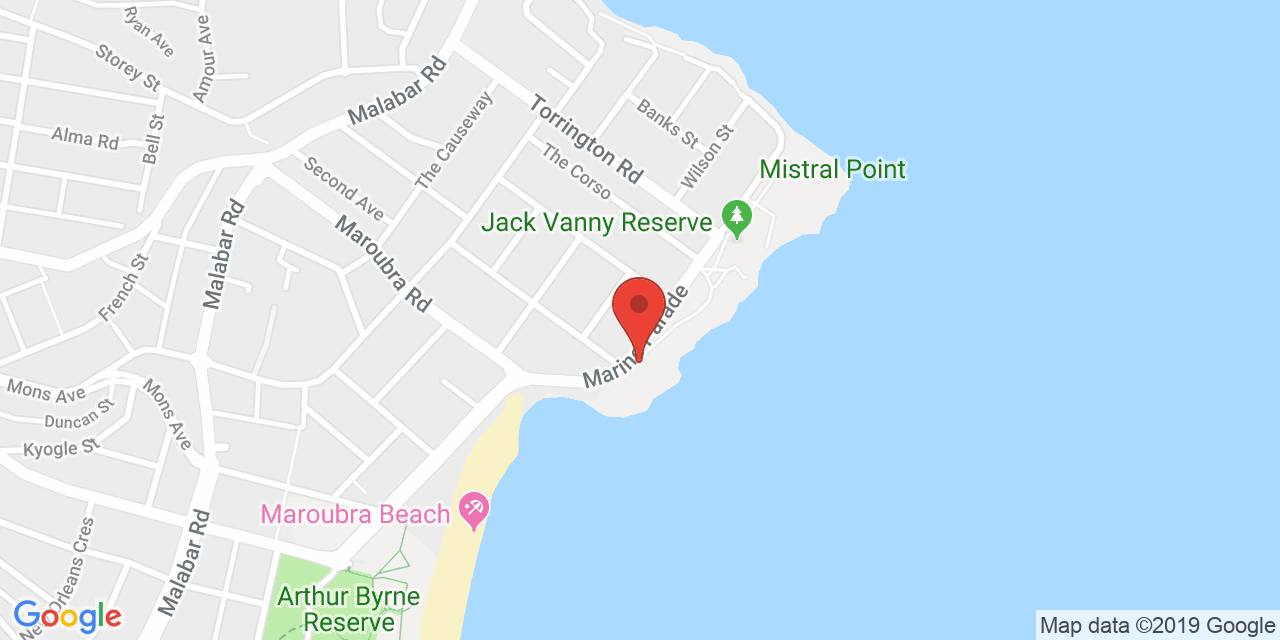 Ryan Ave
Storey St
Amour Ave
Malabar Rd
Alma Rd
Bell St
The Causeway
Torrington Rd
Banks St
Wilson St
The Corso
Second Ave
Mistral Point
Jack Vanny Reserve
Malabar Rd
Maroubra Rd
French St
Marine Parade
Mons Ave
Duncan St
Mons Ave
Kyogle St
Maroubra Beach
Malabar Rd
Orleans Cres
Arthur Byrne
Reserve
Google
Map data ©2019 Google